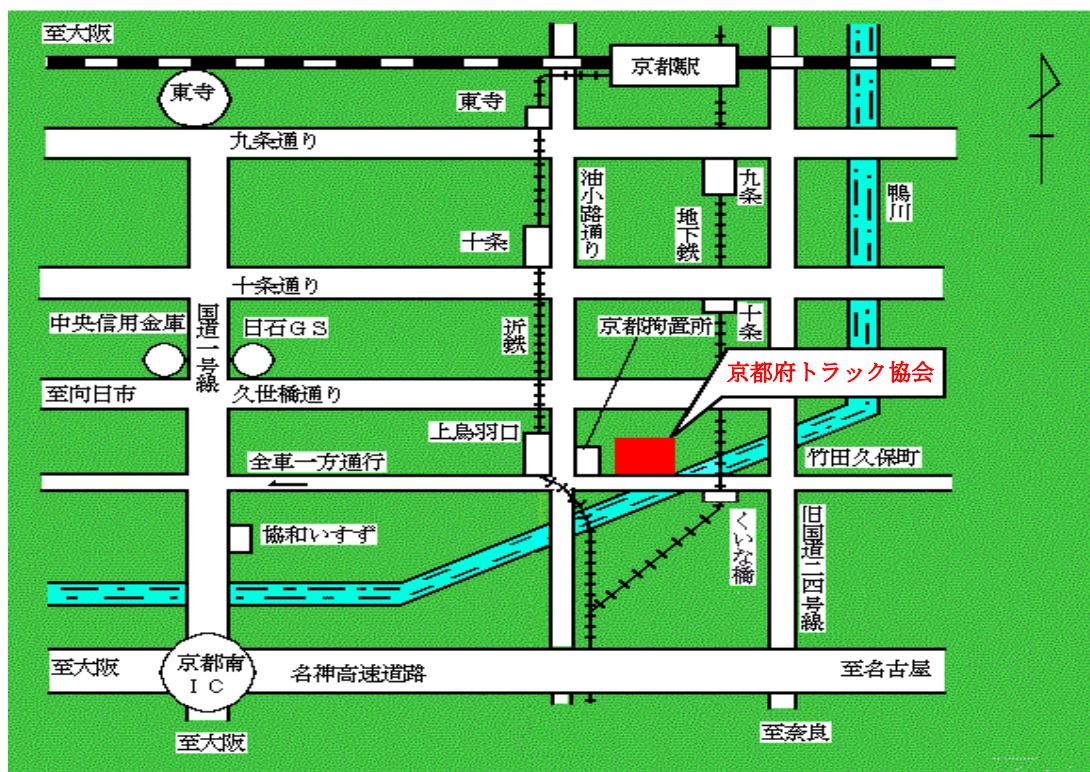 至大阪
京都駅
東寺
東寺
九条通り
油小路通り
九条
地下鉄
鴨川
十条
十条通り
国道一号線
中央信用金庫
日石ＧＳ
近鉄
京都拘置所
十条
京都府トラック協会
至向日市
久世橋通り
上鳥羽口
全車一方通行
竹田久保町
協和いすず
くいな橋
旧国道二四号線
至大阪
京都南
ＩＣ
名神高速道路
至名古屋
至大阪
至奈良